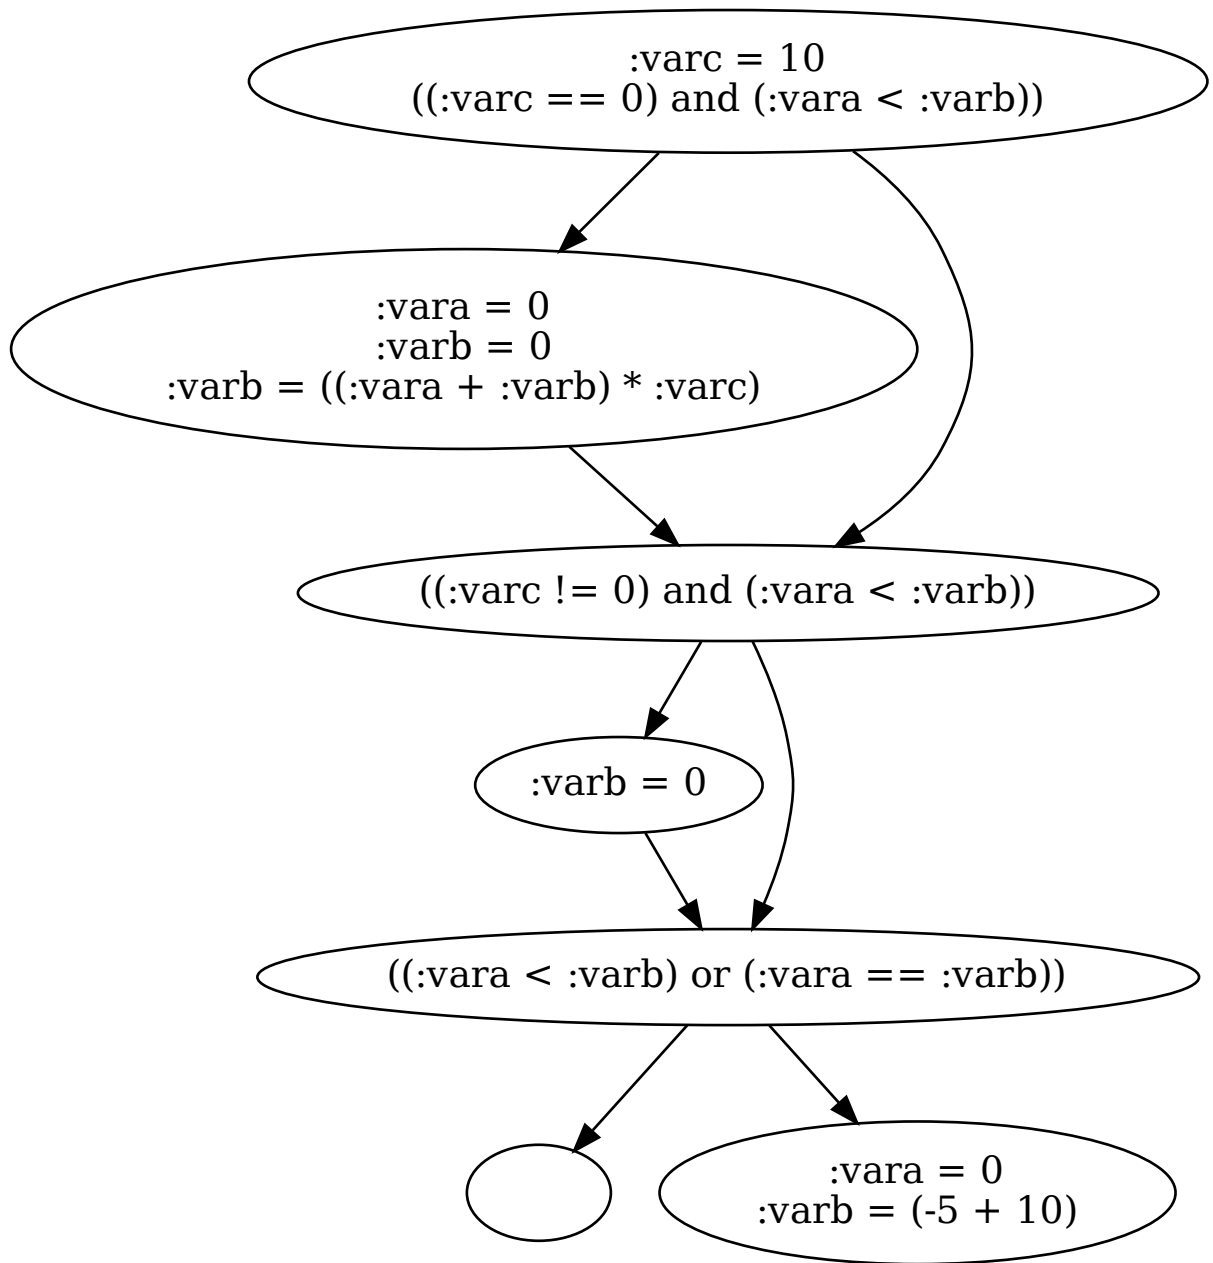 :varc = 10
((:varc == 0) and (:vara < :varb))
:vara = 0
:varb = 0
:varb = ((:vara + :varb) * :varc)
((:varc != 0) and (:vara < :varb))
:varb = 0
((:vara < :varb) or (:vara == :varb))
:vara = 0
:varb = (-5 + 10)